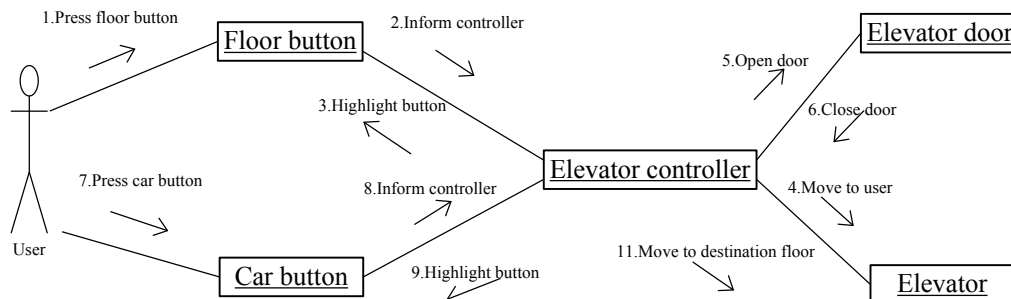 1.Press floor button
2.Inform controller
Floor button
Elevator door
5.Open door
3.Highlight button
6.Close door
Elevator controller
7.Press car button
8.Inform controller
4.Move to user
User
11.Move to destination floor
9.Highlight button
Car button
Elevator